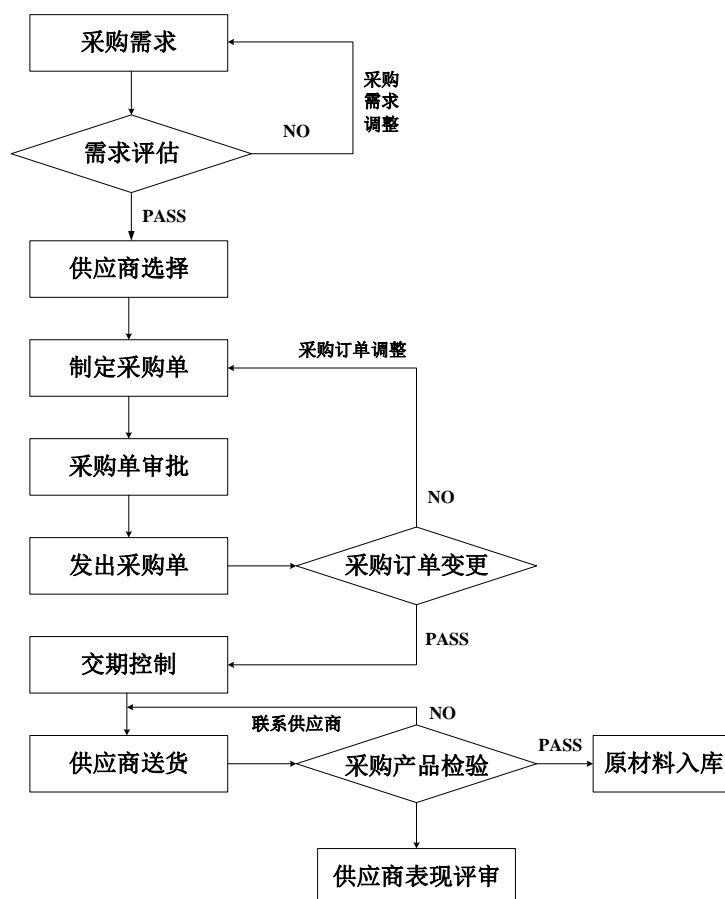 采购需求
采购
需求
调整
需求评估
NO
PASS
供应商选择
采购订单调整
制定采购单
采购单审批
NO
发出采购单
采购订单变更
PASS
交期控制
联系供应商
NO
PASS
供应商送货
采购产品检验
原材料入库
供应商表现评审